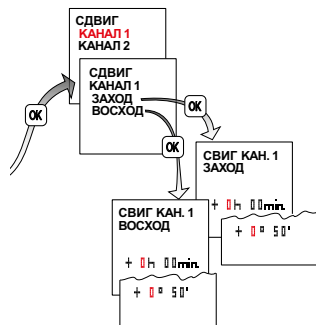 СДВИГ
КАНАЛ 1
КАНАЛ 2
СДВИГ
КАНАЛ 1
ЗАХОД
ВОСХОД
OK
OK
OK
СВИГ КАН. 1
ЗАХОД
+ 0h 00min.
+ 0° 50'
СВИГ КАН. 1
ВОСХОД
+ 0h 00min.
+ 0° 50'